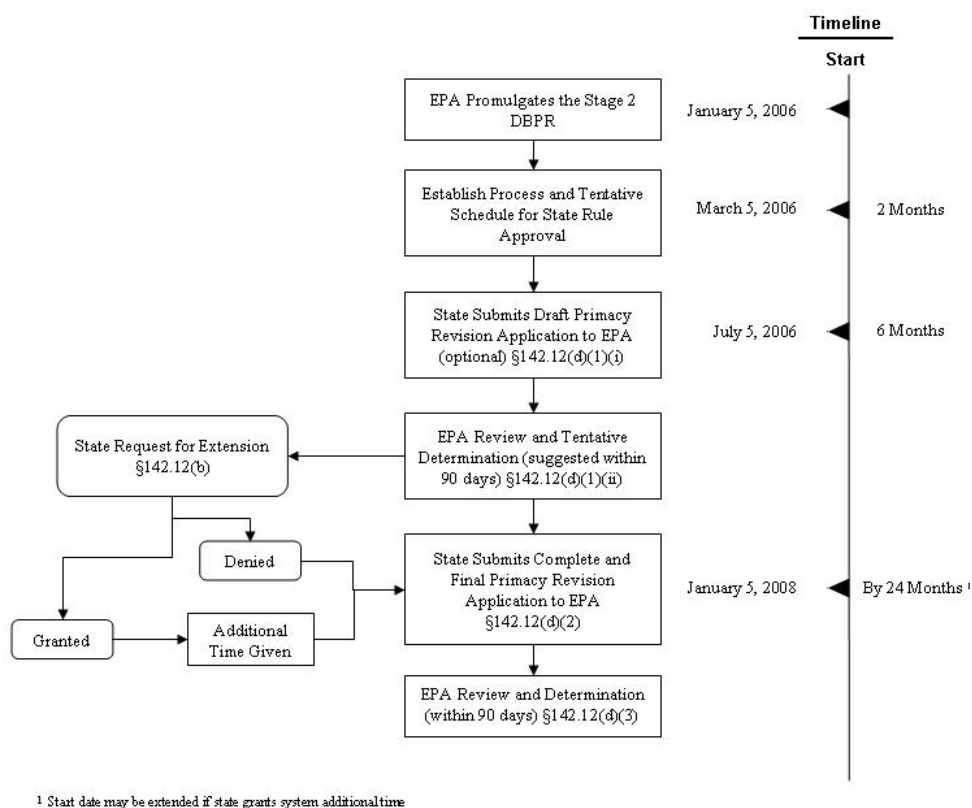 Timeline
Start
EPA Promulgates the Stage 2
DBPR
January 5, 2006
Establish Process and Tentative
Schedule for State Rule
Approval
March 5, 2006
2 Months
State Submits Draft Primacy
Revision Application to EPA
(optional) §142.12(d)(1)(i)
July 5, 2006
6 Months
State Request for Extension
§142.12(b)
EPA Review and Tentative
Determination (suggested within
90 days) §142.12(d)(1)(ii)
Denied
State Submits Complete and
Final Primacy Revision
Application to EPA
§142.12(d)(2)
January 5, 2008
By 24 Months ¹
Granted
Additional
Time Given
EPA Review and Determination
(within 90 days) §142.12(d)(3)
¹ Start date may be extended if state grants system additional time